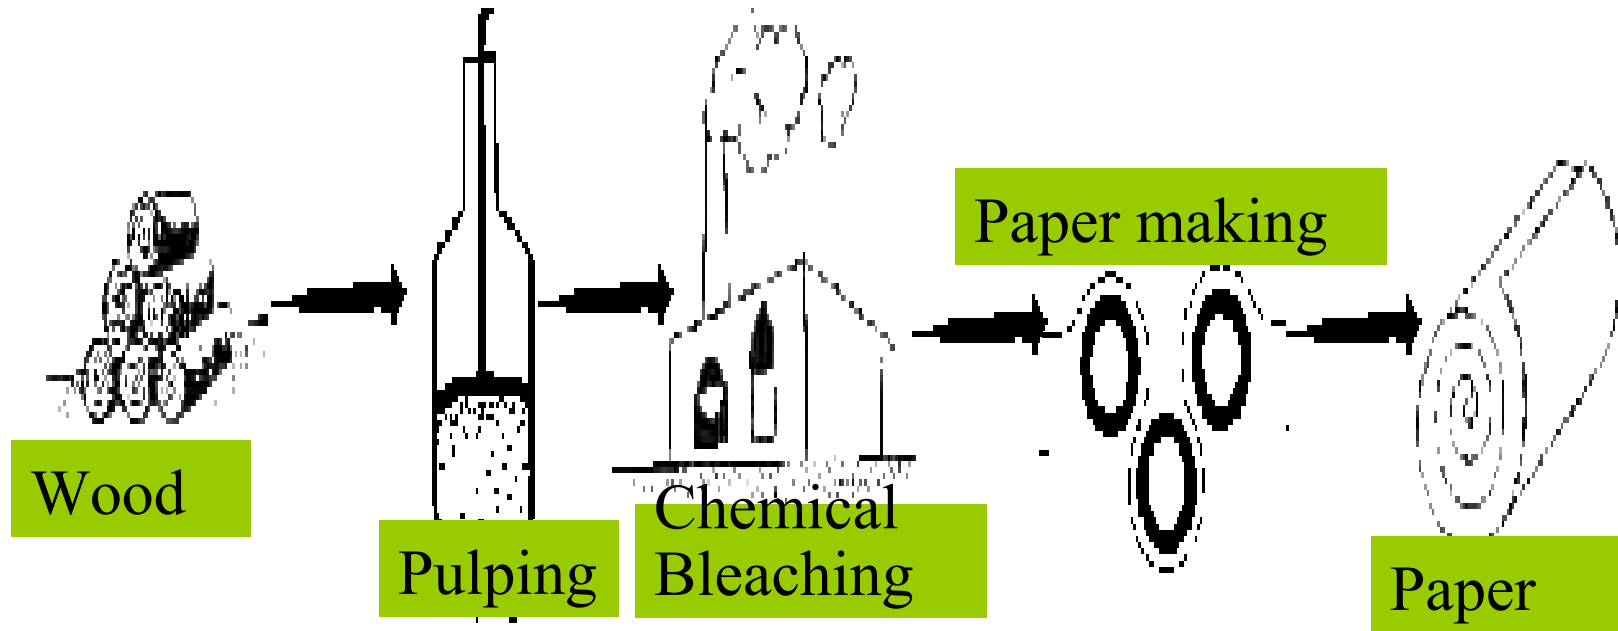 Wood
Pulping
Chemical
Bleaching
Paper making
Paper